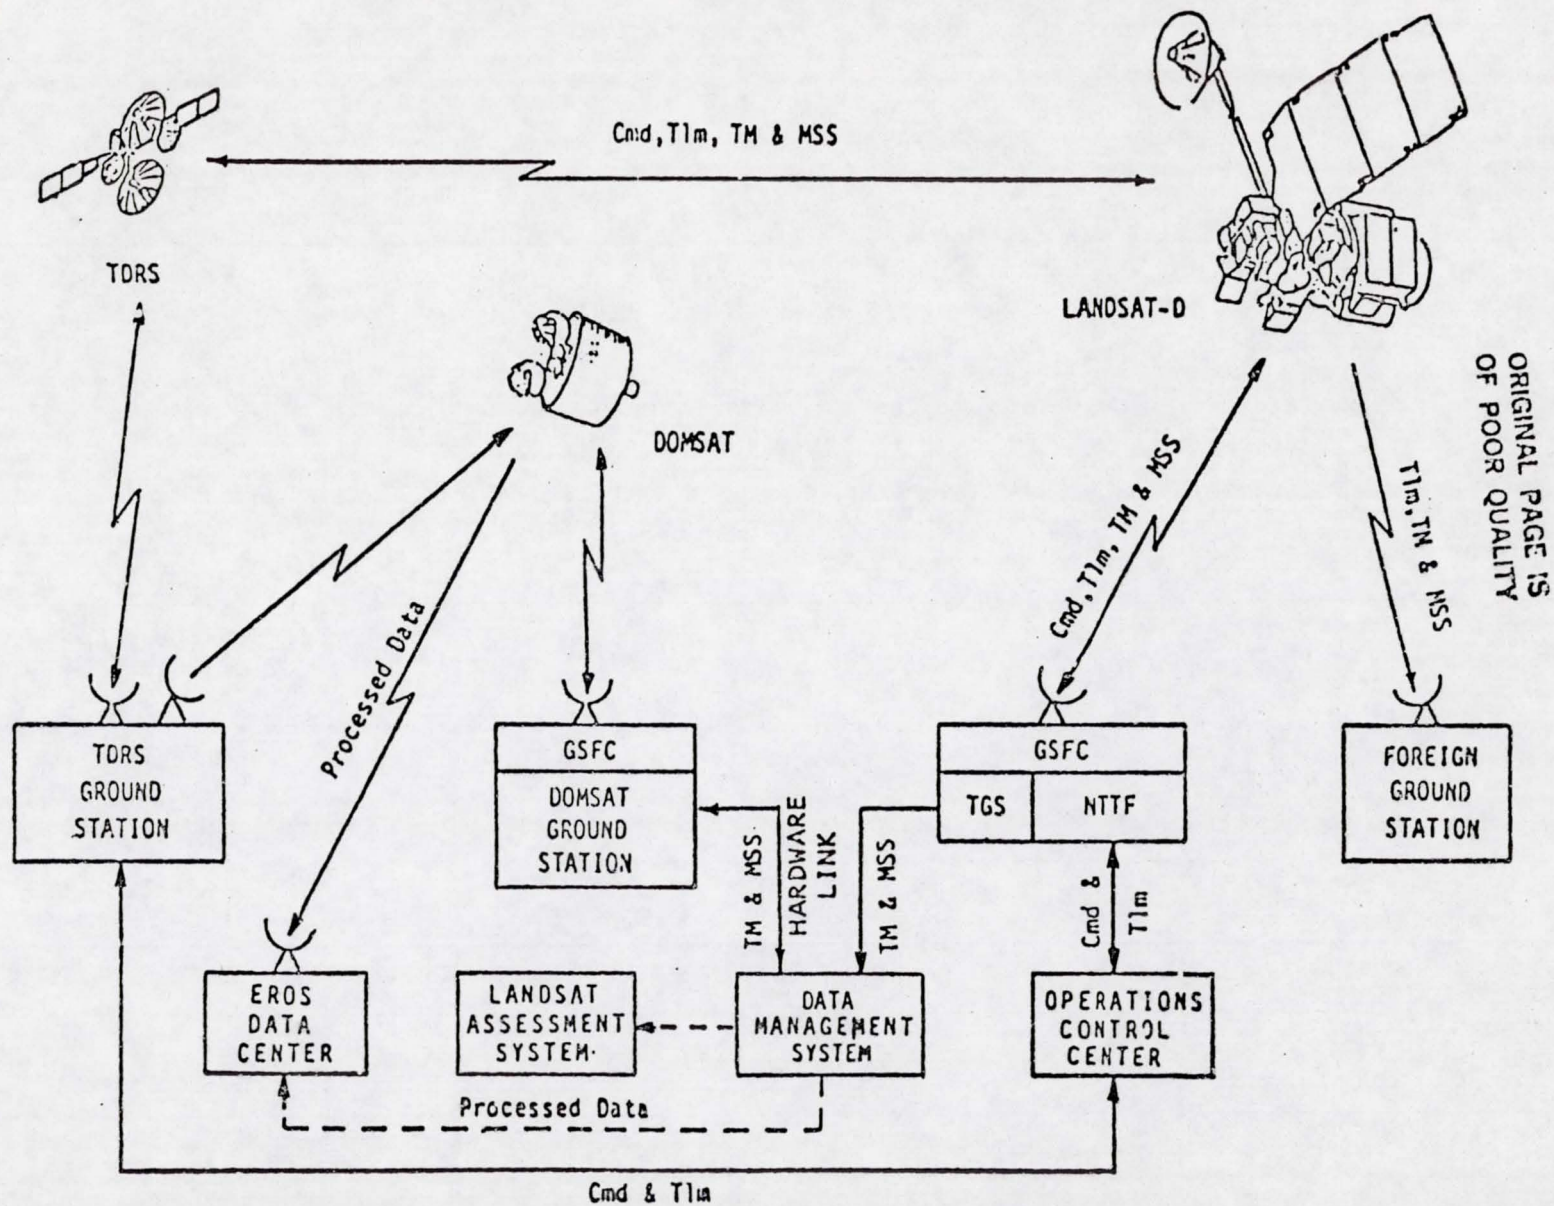 Cmd, Tlm, TM & MSS
TDRS
LANDSAT-D
DOMSAT
ORIGINAL PAGE IS
OF POOR QUALITY
Cmd, Tlm, TM & MSS
Tlm, TM & MSS
Processed Data
TDRS
GROUND
STATION
GSFC
DOMSAT
GROUND
STATION
TM & MSS
HARDWARE
LINK
TM & MSS
GSFC
TGS
NTTF
Cmd &
Tlm
FOREIGN
GROUND
STATION
EROS
DATA
CENTER
LANDSAT
ASSESSMENT
SYSTEM
DATA
MANAGEMENT
SYSTEM
OPERATIONS
CONTROL
CENTER
Processed Data
Cmd & Tlm